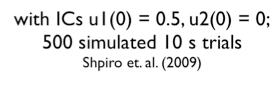 with ICs u1(0) = 0.5, u2(0) = 0;
500 simulated 10 s trials
Shpiro et. al. (2009)